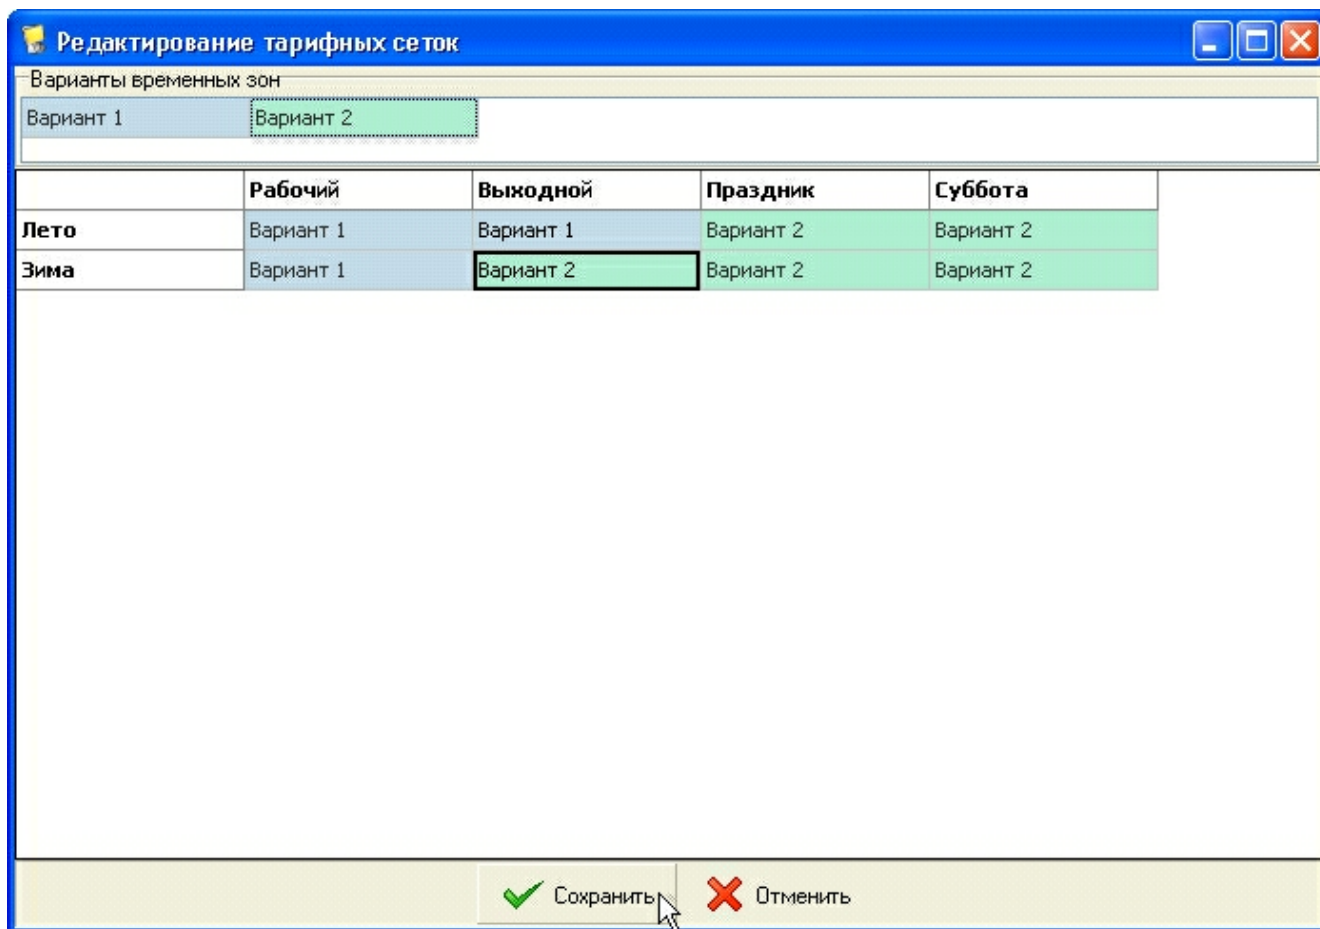 Редактирование тарифных сеток
Варианты временных зон
Вариант 1 Вариант 2
Рабочий Выходной Праздник Суббота
Лето Вариант 1 Вариант 1 Вариант 2 Вариант 2
Зима Вариант 1 Вариант 2 Вариант 2 Вариант 2
Сохранить Отменить